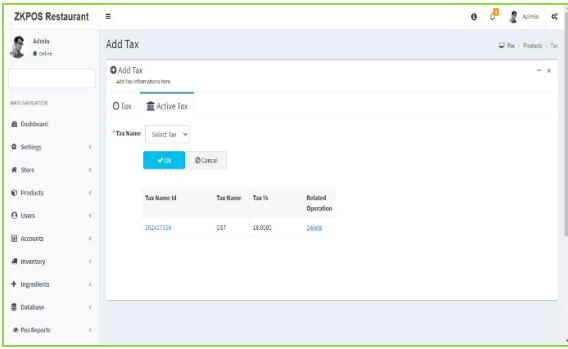 ZKPOS Restaurant
Admin
Admin
Online
Add Tax
Pos > Products > Tax
Add Tax
Add tax informations here.
MAIN NAVIGATION
Tax
Active Tax
Dashboard
* Tax Name
Select Tax
Settings
Ok
Cancel
Store
Products
Tax Name Id
Tax Name
Tax %
Related Operation
Users
GST
18.0000
Delete
Accounts
Inventory
Ingredients
Database
Pos Reports